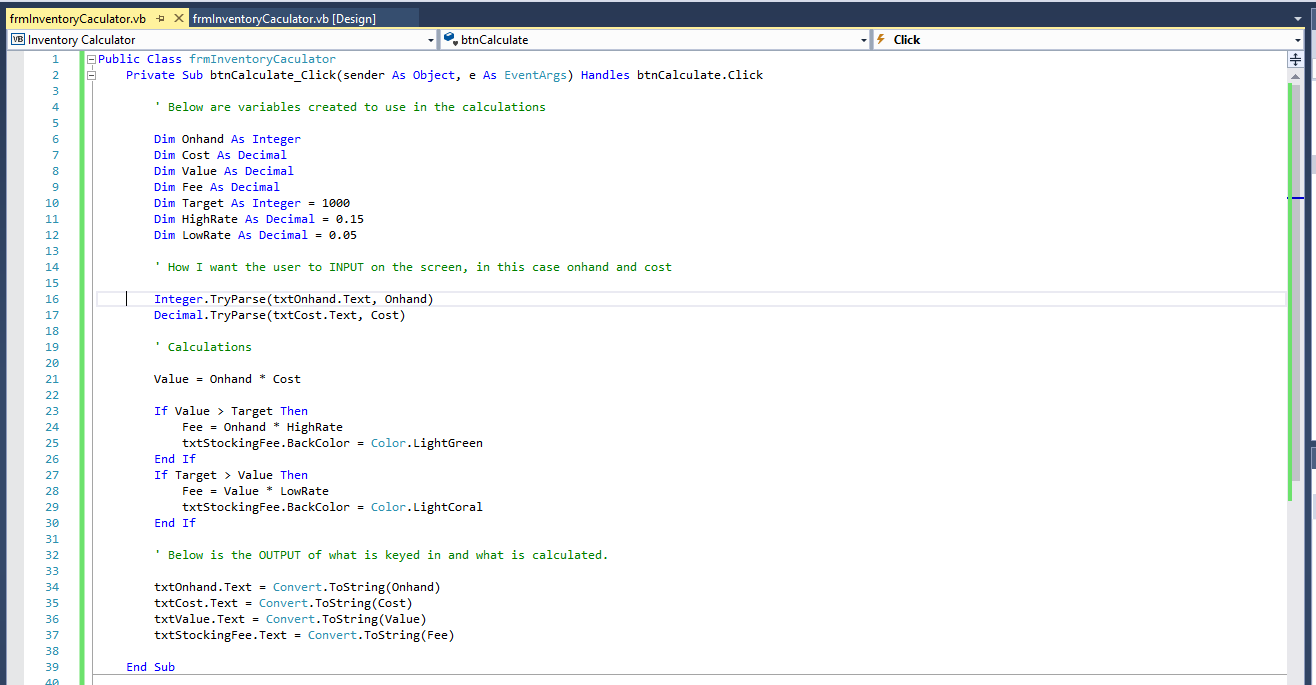 frmInventoryCaculator.vb frmInventoryCaculator.vb [Design]
VB Inventory Calculator btnCalculate Click
1 Public Class frmInventoryCaculator
2 Private Sub btnCalculate_Click(sender As Object, e As EventArgs) Handles btnCalculate.Click
3
4 ' Below are variables created to use in the calculations
5
6 Dim Onhand As Integer
7 Dim Cost As Decimal
8 Dim Value As Decimal
9 Dim Fee As Decimal
10 Dim Target As Integer = 1000
11 Dim HighRate As Decimal = 0.15
12 Dim LowRate As Decimal = 0.05
13
14 ' How I want the user to INPUT on the screen, in this case onhand and cost
15
16 Integer.TryParse(txtOnhand.Text, Onhand)
17 Decimal.TryParse(txtCost.Text, Cost)
18
19 ' Calculations
20
21 Value = Onhand * Cost
22
23 If Value > Target Then
24 Fee = Onhand * HighRate
25 txtStockingFee.BackColor = Color.LightGreen
26 End If
27 If Target > Value Then
28 Fee = Value * LowRate
29 txtStockingFee.BackColor = Color.LightCoral
30 End If
31
32 ' Below is the OUTPUT of what is keyed in and what is calculated.
33
34 txtOnhand.Text = Convert.ToString(Onhand)
35 txtCost.Text = Convert.ToString(Cost)
36 txtValue.Text = Convert.ToString(Value)
37 txtStockingFee.Text = Convert.ToString(Fee)
38
39 End Sub
40